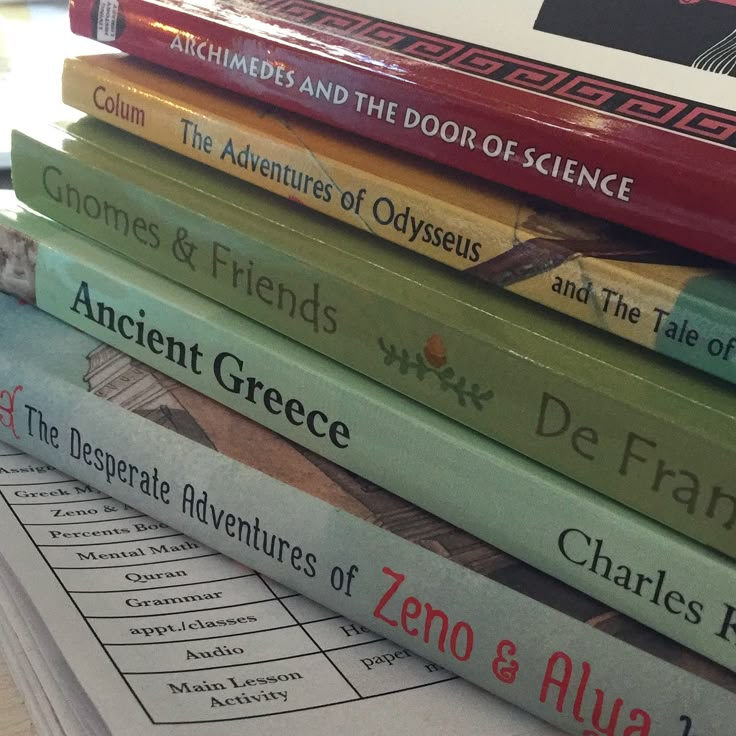 ARCHIMEDES AND THE DOOR OF SCIENCE
Colum The Adventures of Odysseus and The Tale of
Gnomes & Friends De Fran
Ancient Greece Charles K
The Desperate Adventures of Zeno & Alya
Greek M
Zeno &
Percents Bo
Mental Math
Quran
Grammar
appt./classes
Audio He
Main Lesson paper
Activity m